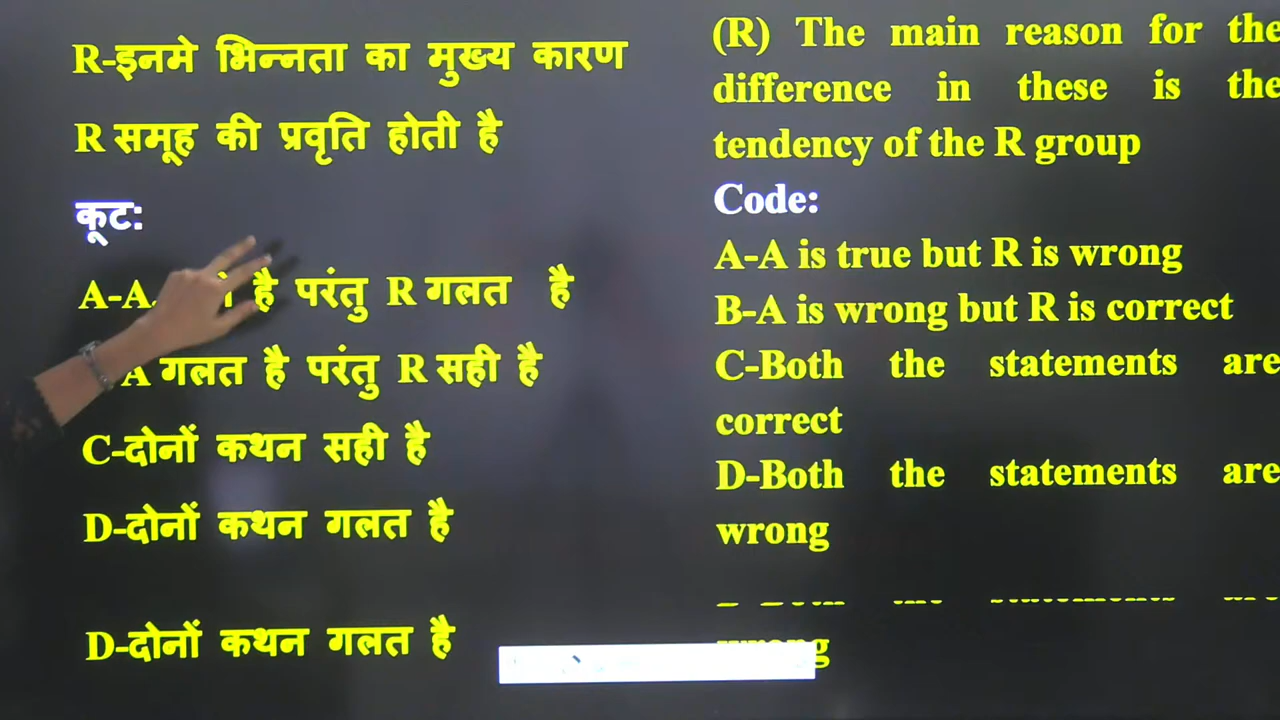 R-इनमे भिन्नता का मुख्य कारण
R समूह की प्रवृति होती है
कूट:
A-A. है परंतु R गलत है
A गलत है परंतु R सही है
C-दोनों कथन सही है
D-दोनों कथन गलत है
D-दोनों कथन गलत है
(R) The main reason for the
difference in these is the
tendency of the R group
Code:
A-A is true but R is wrong
B-A is wrong but R is correct
C-Both the statements are
correct
D-Both the statements are
wrong